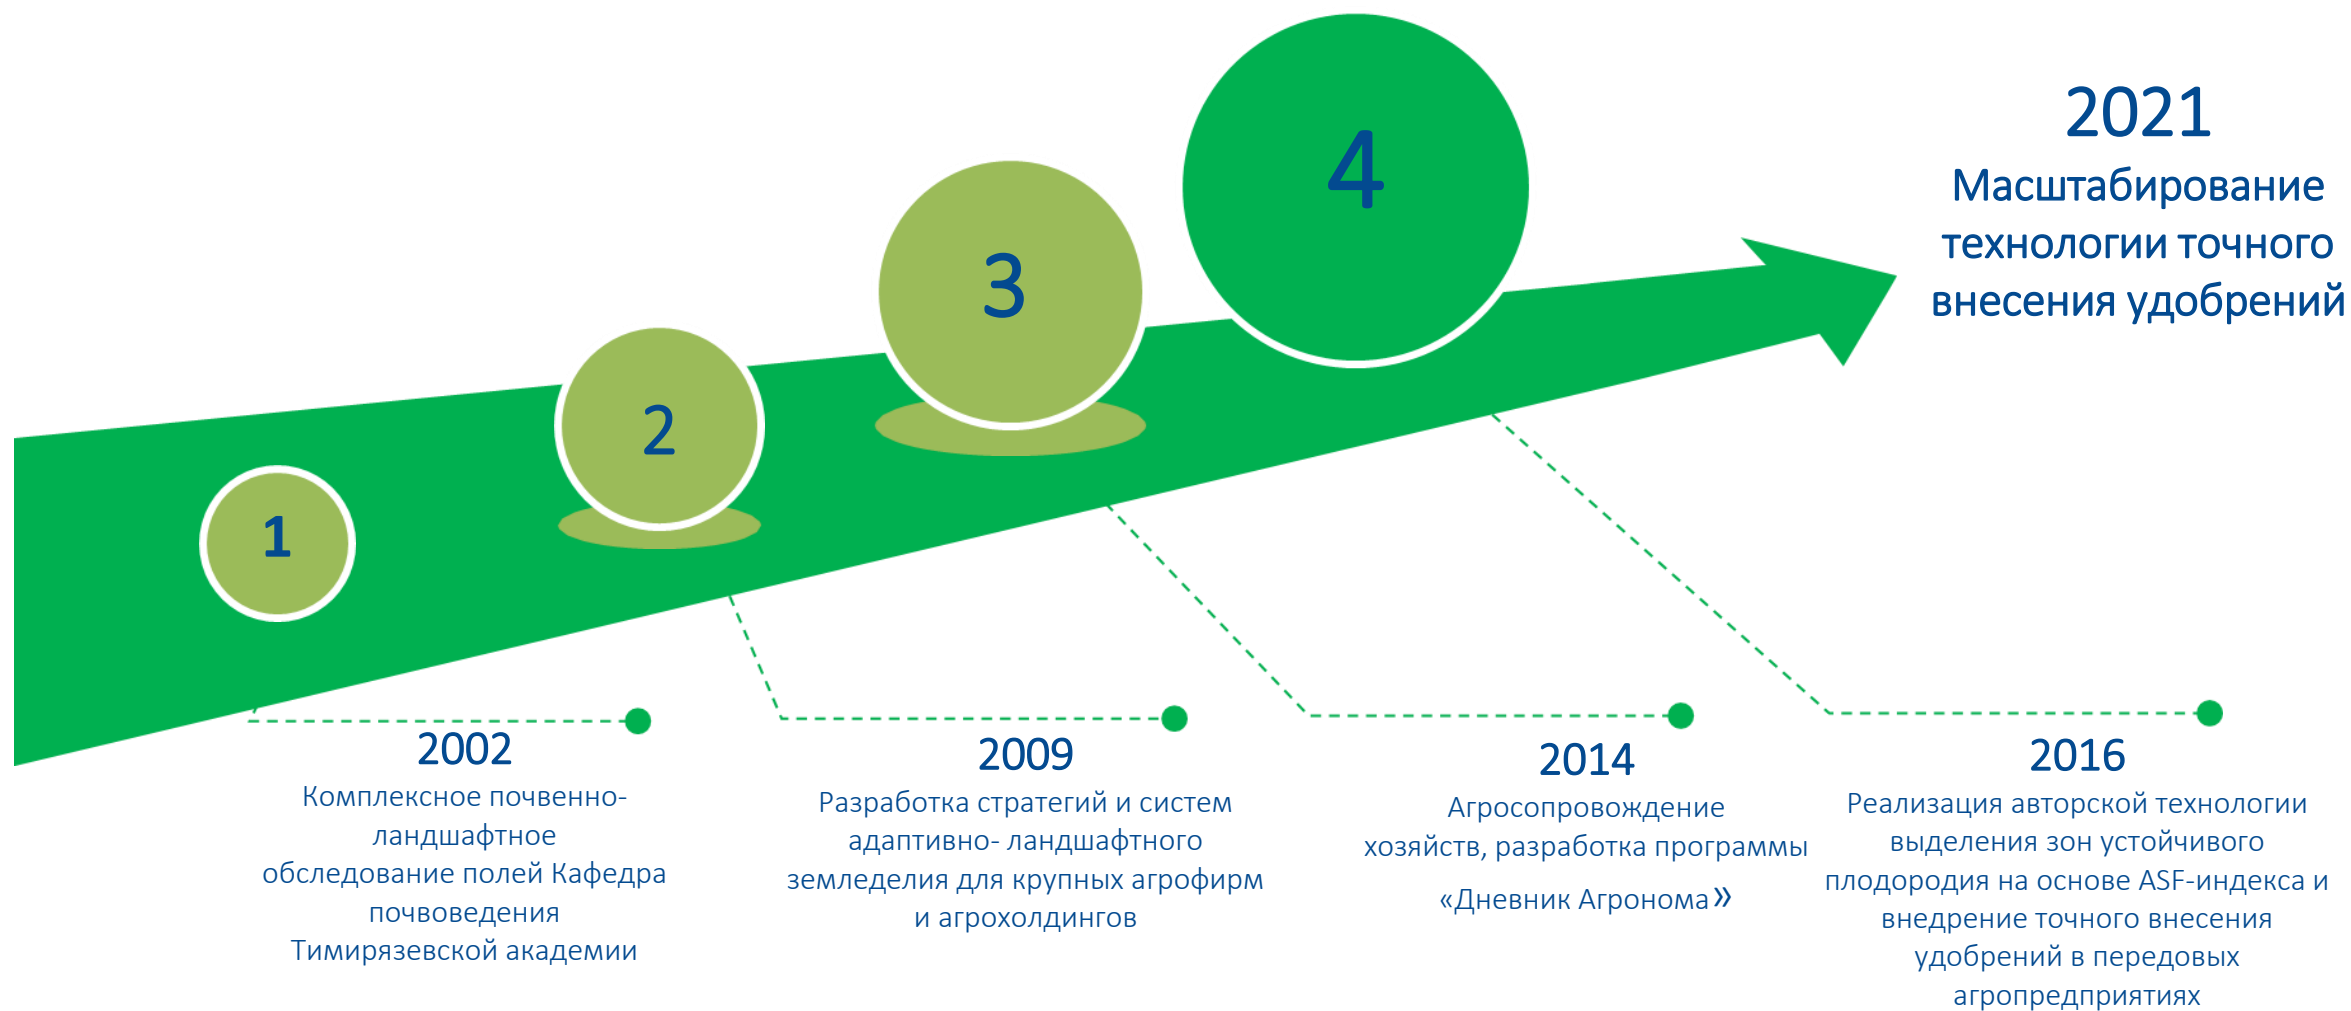 1
2
3
4
2021
Масштабирование
технологии точного
внесения удобрений
2002
Комплексное почвенно-
ландшафтное
обследование полей Кафедра
почвоведения
Тимирязевской академии
2009
Разработка стратегий и систем
адаптивно- ландшафтного
земледелия для крупных агрофирм
и агрохолдингов
2014
Агросопровождение
хозяйств, разработка программы
«Дневник Агронома»
2016
Реализация авторской технологии
выделения зон устойчивого
плодородия на основе ASF-индекса и
внедрение точного внесения
удобрений в передовых
агропредприятиях